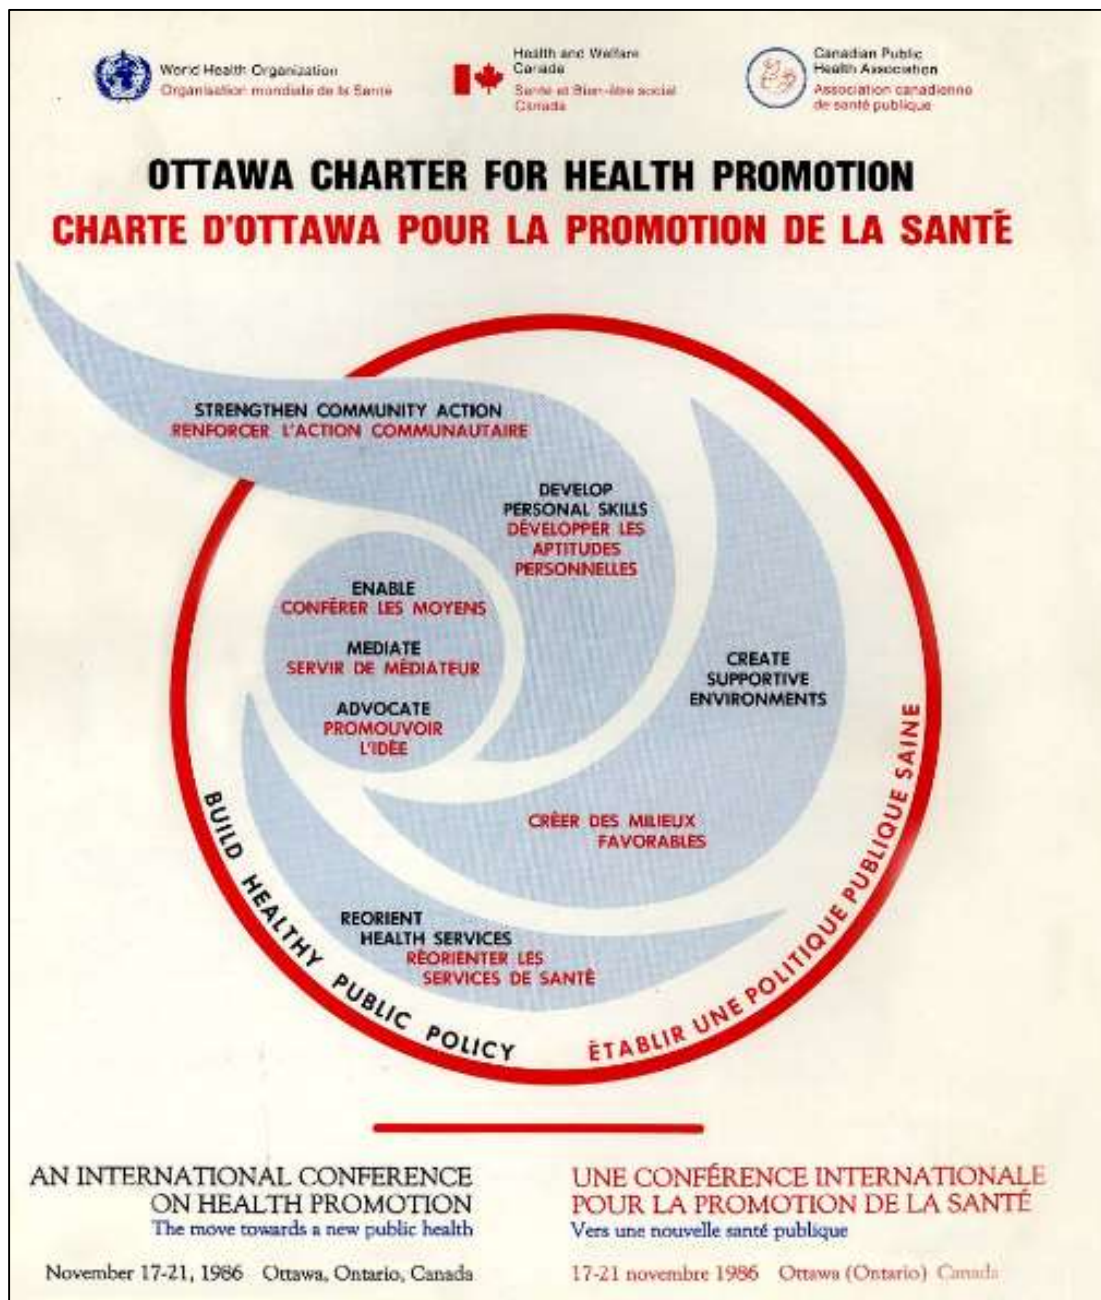 World Health Organization
Organisation mondiale de la Santé
Health and Welfare
Canada
Santé et Bien-être social
Canada
Canadian Public
Health Association
Association canadienne
de santé publique
OTTAWA CHARTER FOR HEALTH PROMOTION
CHARTE D'OTTAWA POUR LA PROMOTION DE LA SANTÉ
STRENGTHEN COMMUNITY ACTION
RENFORCER L'ACTION COMMUNAUTAIRE
DEVELOP
PERSONAL SKILLS
DÉVELOPPER LES
APTITUDES
PERSONNELLES
ENABLE
CONFÉRER LES MOYENS
MEDIATE
SERVIR DE MÉDIATEUR
ADVOCATE
PROMOUVOIR
L'IDÉE
CREATE
SUPPORTIVE
ENVIRONMENTS
CRÉER DES MILIEUX
FAVORABLES
REORIENT
HEALTH SERVICES
RÉORIENTER LES
SERVICES DE SANTÉ
BUILD HEALTHY PUBLIC POLICY
ÉTABLIR UNE POLITIQUE PUBLIQUE SAINE
AN INTERNATIONAL CONFERENCE
ON HEALTH PROMOTION
The move towards a new public health
November 17-21, 1986 Ottawa, Ontario, Canada
UNE CONFÉRENCE INTERNATIONALE
POUR LA PROMOTION DE LA SANTÉ
Vers une nouvelle santé publique
17-21 novembre 1986 Ottawa (Ontario) Canada